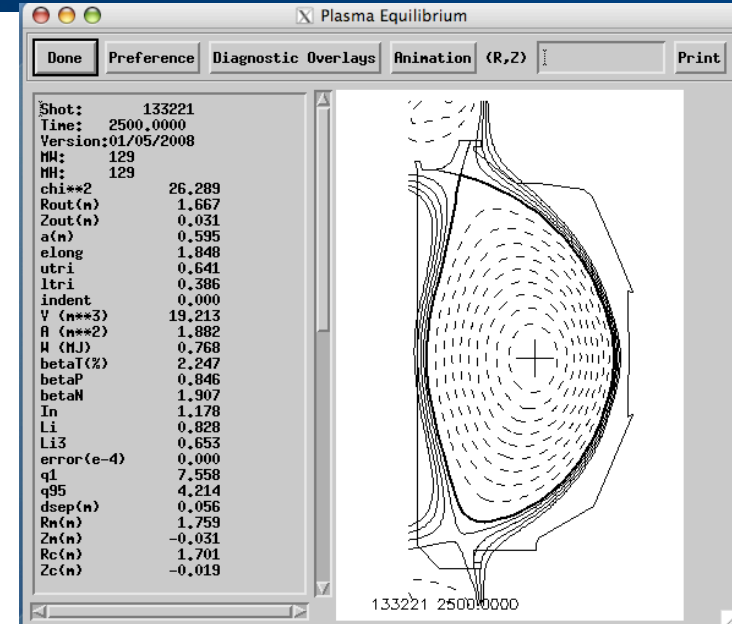 Plasma Equilibrium
Done Preference Diagnostic Overlays Animation (R,Z) Print
Shot: 133221
Time: 2500.0000
Version:01/05/2008
MW: 129
MH: 129
chi**2 26.289
Rout(m) 1.667
Zout(m) 0.031
a(m) 0.595
elong 1.848
utri 0.641
ltri 0.386
indent 0.000
V (m**3) 19.213
A (m**2) 1.882
W (MJ) 0.768
betaT(%) 2.247
betaP 0.846
betaN 1.907
In 1.178
Li 0.828
Li3 0.653
error(e-4) 0.000
q1 7.558
q95 4.214
dsep(m) 0.056
Rm(m) 1.759
Zm(m) -0.031
Rc(m) 1.701
Zc(m) -0.019
133221 2500.0000